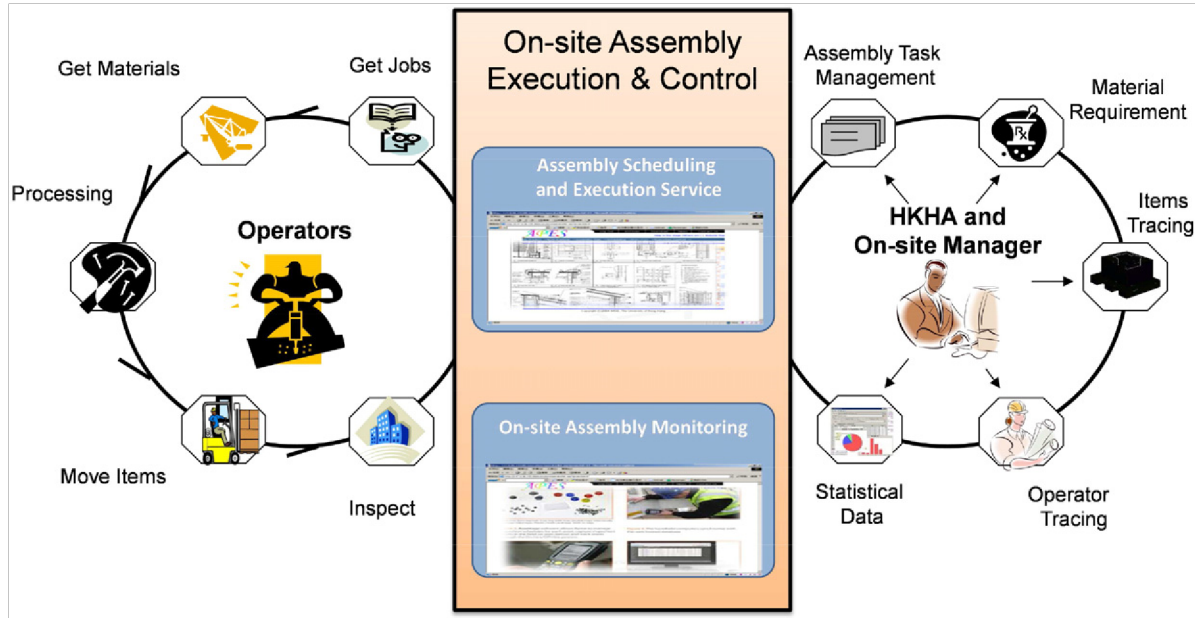 On-site Assembly
Execution & Control
Get Materials
Get Jobs
Processing
Operators
Move Items
Inspect
Assembly Scheduling
and Execution Service
On-site Assembly Monitoring
Assembly Task
Management
Material
Requirement
Rx
HKHA and
On-site Manager
Items
Tracing
Statistical
Data
Operator
Tracing